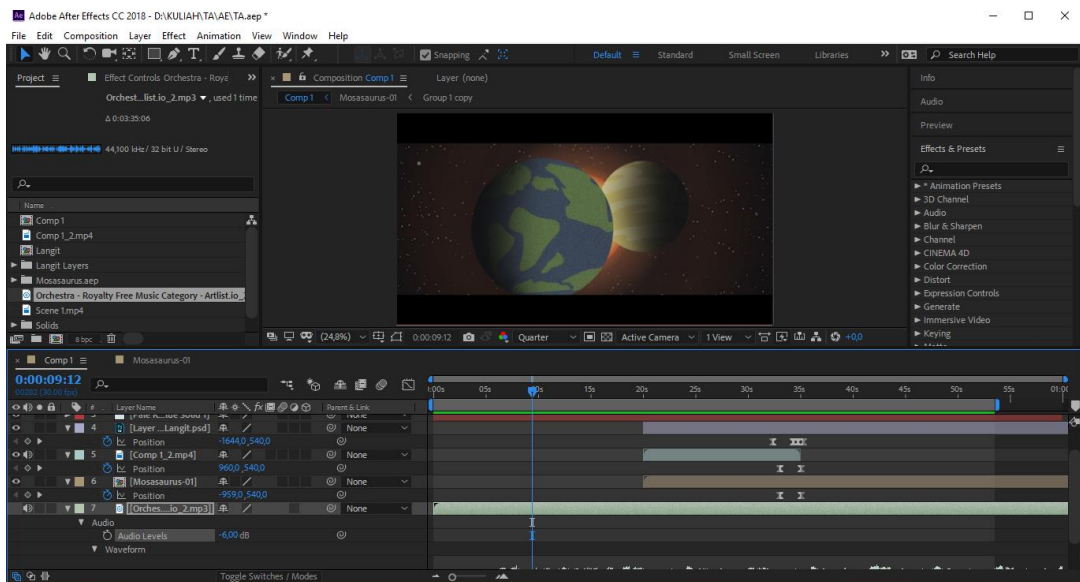 Ae Adobe After Effects CC 2018 - D:\KULIAH\TA\AE\TA.aep *
File Edit Composition Layer Effect Animation View Window Help
Snapping Default Standard Small Screen Libraries Search Help
Project Effect Controls Orchestra - Roya Composition Comp 1 Layer (none)
Comp 1 Mosasaurus-01 Group 1 copy
Orchest...list.io_2.mp3 , used 1 time
Δ 0:03:35:06
44,100 kHz / 32 bit U / Stereo
Name
Comp 1
Comp 1_2.mp4
Langit
Langit Layers
Mosasaurus.aep
Orchestra - Royalty Free Music Category - Artlist.io_
Scene 1.mp4
Solids
8 bpc
(24,8%) 0:00:09:12 Quarter Active Camera 1 View +0,0
Info
Audio
Preview
Effects & Presets
* Animation Presets
3D Channel
Audio
Blur & Sharpen
Channel
CINEMA 4D
Color Correction
Distort
Expression Controls
Generate
Immersive Video
Keying
Matte
Comp 1 Mosasaurus-01
0:00:09:12
00282 (30.00 fps)
05s 15s 20s 25s 30s 35s 40s 45s 50s 55s 01:00
# Layer Name Parent & Link
None
4 [...Langit.psd] None
Position -1644,0,540,0
5 [Comp 1_2.mp4] None
Position 960,0,540,0
6 [Mosasaurus-01] None
Position -959,0,540,0
7 [Orches....io_2.mp3] None
Audio
Audio Levels -6,00 dB
Waveform
Toggle Switches / Modes